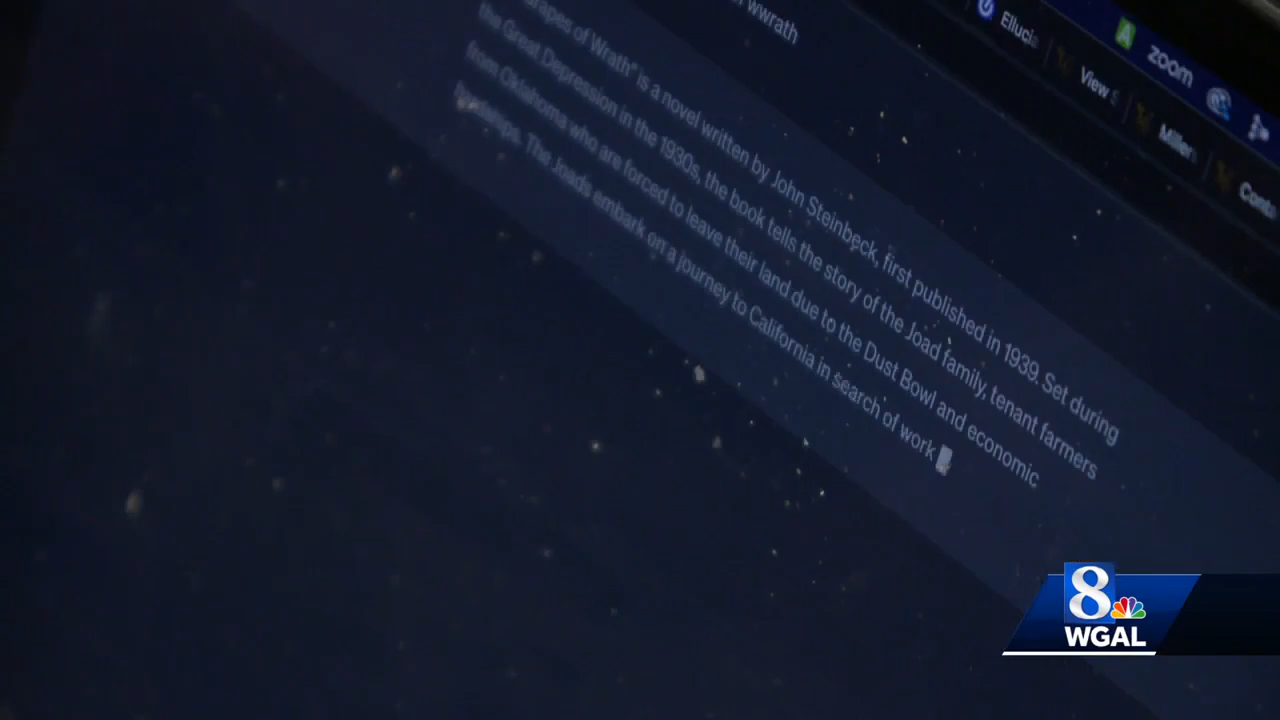 wwrath
rapes of Wrath" is a novel written by John Steinbeck, first published in 1939. Set during
the Great Depression in the 1930s, the book tells the story of the Joad family, tenant farmers
from Oklahoma who are forced to leave their land due to the Dust Bowl and economic
hardships. The Joads embark on a journey to California in search of work
Elluci
zoom
View
Miller
Conta
8
WGAL